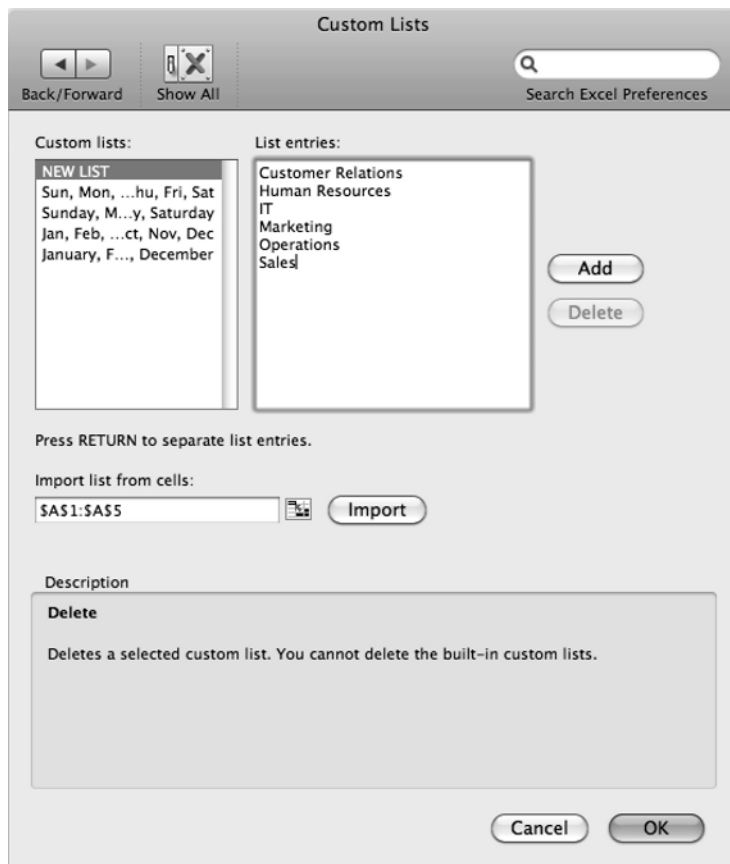 Custom Lists
Back/Forward
Show All
Search Excel Preferences
Custom lists:
NEW LIST
Sun, Mon, ...hu, Fri, Sat
Sunday, M...y, Saturday
Jan, Feb, ...ct, Nov, Dec
January, F..., December
List entries:
Customer Relations
Human Resources
IT
Marketing
Operations
Sales
Add
Delete
Press RETURN to separate list entries.
Import list from cells:
$A$1:$A$5
Import
Description
Delete
Deletes a selected custom list. You cannot delete the built-in custom lists.
Cancel
OK